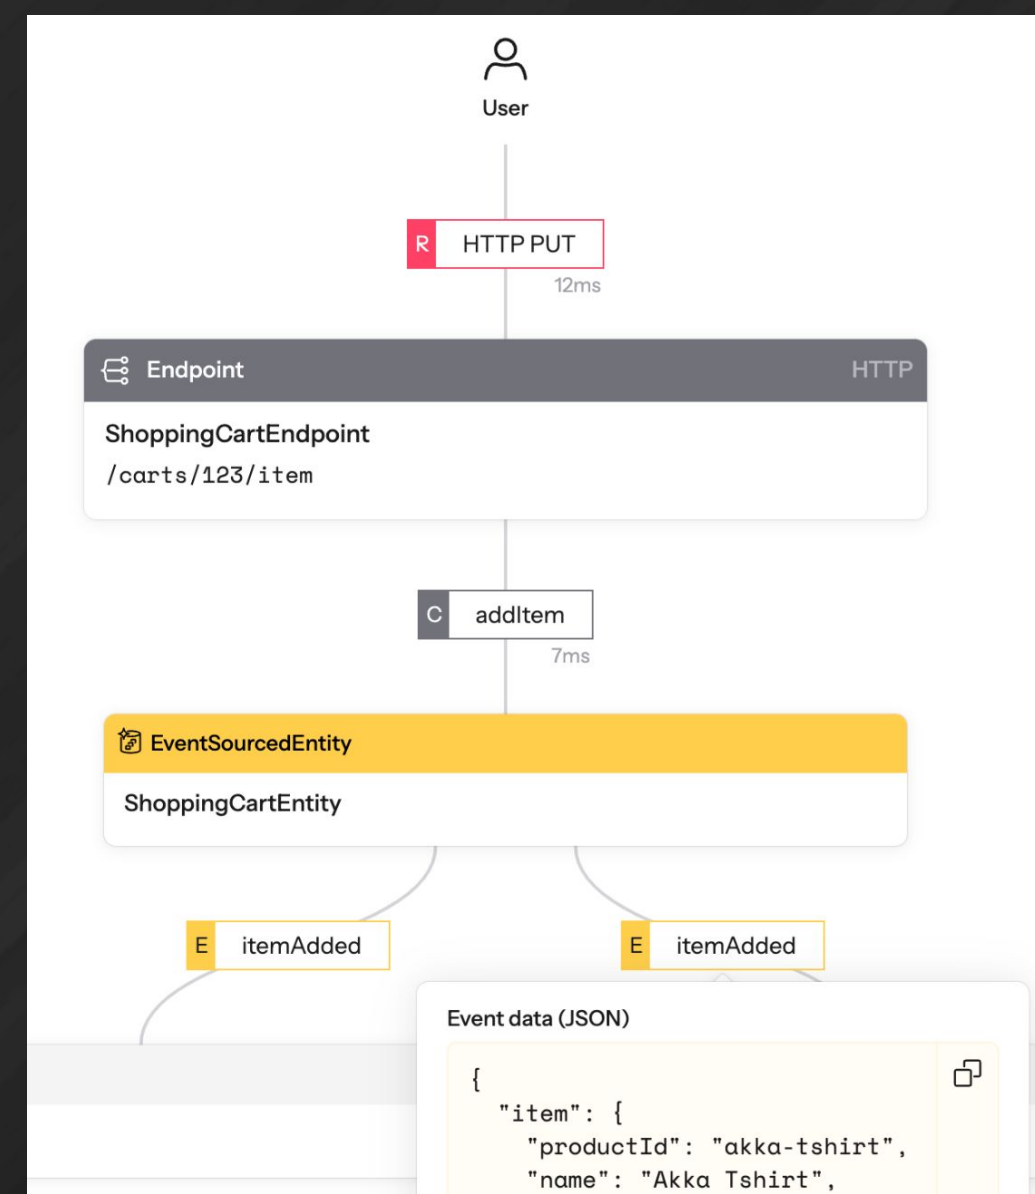 User
R HTTP PUT
12ms
Endpoint HTTP
ShoppingCartEndpoint
/carts/123/item
C addItem
7ms
EventSourcedEntity
ShoppingCartEntity
E itemAdded E itemAdded
Event data (JSON)
{
"item": {
"productId": "akka-tshirt",
"name": "Akka Tshirt",